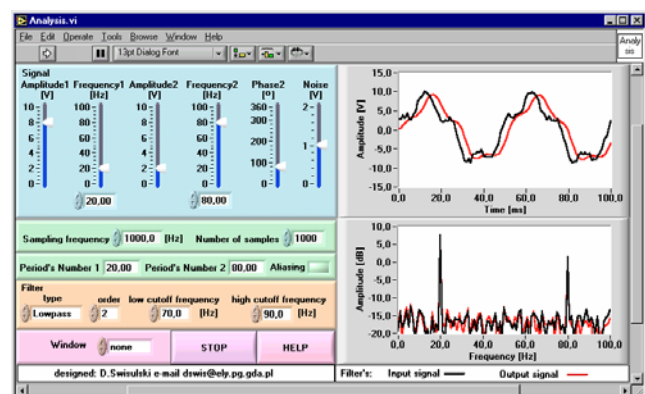 Analysis.vi
File Edit Operate Tools Browse Window Help
13pt Dialog Font
Analy
sis
Signal
Amplitude1 Frequency1 Amplitude2 Frequency2 Phase2 Noise
[V] [Hz] [V] [Hz] [º] [V]
10 100 10 100 360 2
8 80 8 80 300
6 60 6 60 200 1
4 40 4 40
2 20 2 20 100
0 0 0 0 0 0
20,00 80,00
Sampling frequency 1000,0 [Hz] Number of samples 1000
Period's Number 1 20,00 Period's Number 2 80,00 Aliasing
Filter
type order low cutoff frequency high cutoff frequency
Lowpass 2 70,0 [Hz] 90,0 [Hz]
Window none STOP HELP
designed: D.Swisulski e-mail dswis@ely.pg.gda.pl
Amplitude [V]
15,0
10,0
5,0
0,0
-5,0
-10,0
-15,0
0,0 20,0 40,0 60,0 80,0 100,0
Time [ms]
Amplitude [dB]
10,0
5,0
0,0
-5,0
-10,0
-15,0
-20,0
0,0 20,0 40,0 60,0 80,0 100,0
Frequency [Hz]
Filter's: Input signal Output signal